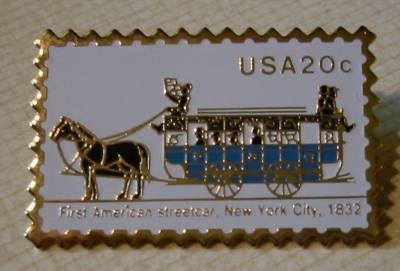 USA20c
First American streetcar, New York City, 1832